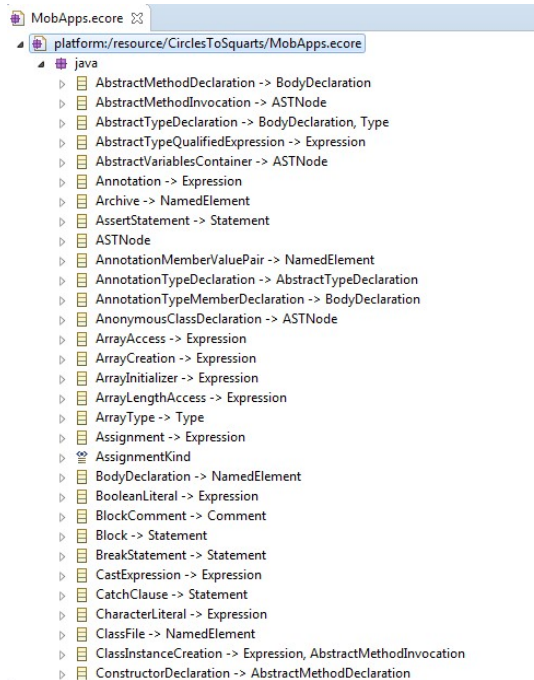 MobApps.ecore
platform:/resource/CirclesToSquarts/MobApps.ecore
java
AbstractMethodDeclaration -> BodyDeclaration
AbstractMethodInvocation -> ASTNode
AbstractTypeDeclaration -> BodyDeclaration, Type
AbstractTypeQualifiedExpression -> Expression
AbstractVariablesContainer -> ASTNode
Annotation -> Expression
Archive -> NamedElement
AssertStatement -> Statement
ASTNode
AnnotationMemberValuePair -> NamedElement
AnnotationTypeDeclaration -> AbstractTypeDeclaration
AnnotationTypeMemberDeclaration -> BodyDeclaration
AnonymousClassDeclaration -> ASTNode
ArrayAccess -> Expression
ArrayCreation -> Expression
ArrayInitializer -> Expression
ArrayLengthAccess -> Expression
ArrayType -> Type
Assignment -> Expression
AssignmentKind
BodyDeclaration -> NamedElement
BooleanLiteral -> Expression
BlockComment -> Comment
Block -> Statement
BreakStatement -> Statement
CastExpression -> Expression
CatchClause -> Statement
CharacterLiteral -> Expression
ClassFile -> NamedElement
ClassInstanceCreation -> Expression, AbstractMethodInvocation
ConstructorDeclaration -> AbstractMethodDeclaration